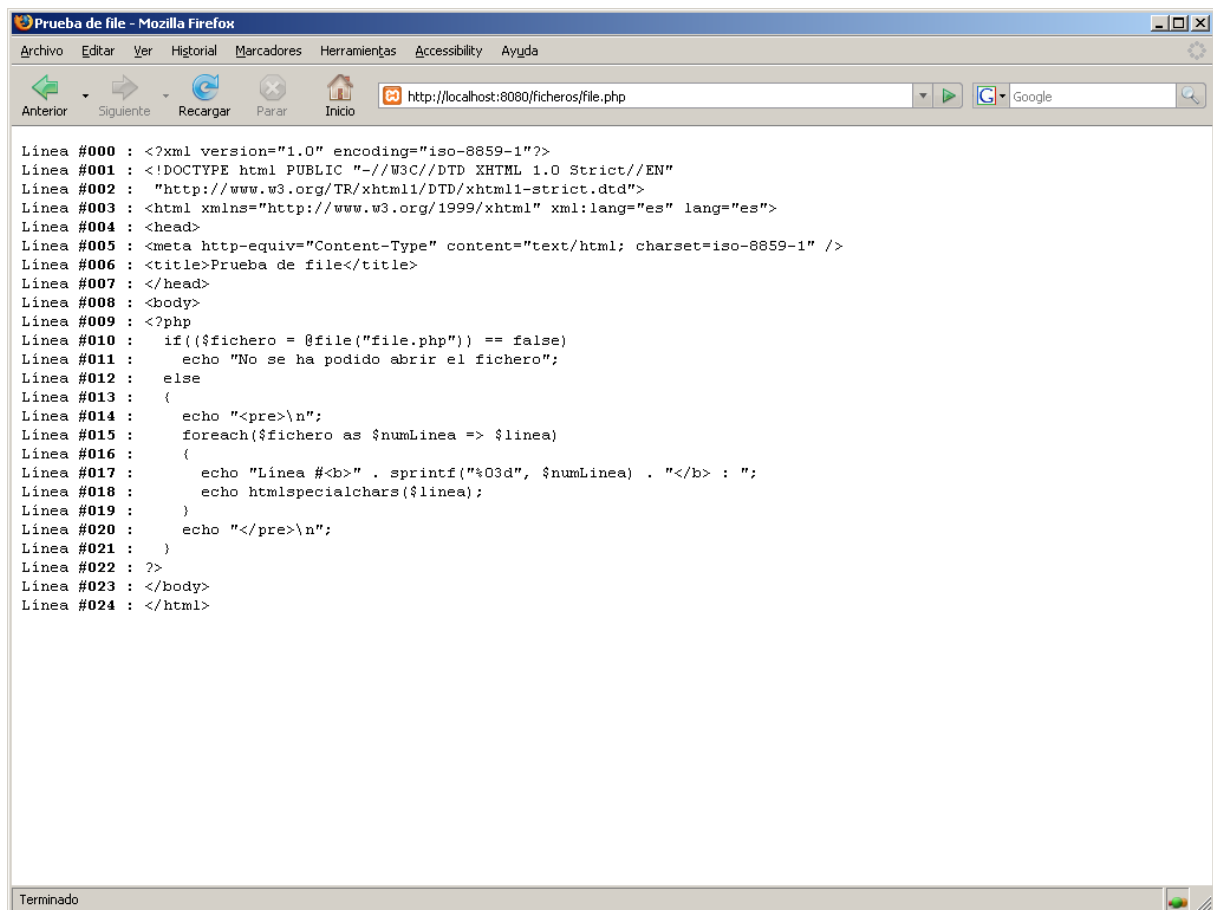 Prueba de file - Mozilla Firefox
Archivo Editar Ver Historial Marcadores Herramientas Accessibility Ayuda
Anterior Siguiente Recargar Parar Inicio http://localhost:8080/ficheros/file.php G Google
Línea #000 : <?xml version="1.0" encoding="iso-8859-1"?>
Línea #001 : <!DOCTYPE html PUBLIC "-//W3C//DTD XHTML 1.0 Strict//EN"
Línea #002 :  "http://www.w3.org/TR/xhtml1/DTD/xhtml1-strict.dtd">
Línea #003 : <html xmlns="http://www.w3.org/1999/xhtml" xml:lang="es" lang="es">
Línea #004 : <head>
Línea #005 : <meta http-equiv="Content-Type" content="text/html; charset=iso-8859-1" />
Línea #006 : <title>Prueba de file</title>
Línea #007 : </head>
Línea #008 : <body>
Línea #009 : <?php
Línea #010 :   if(($fichero = @file("file.php")) == false)
Línea #011 :     echo "No se ha podido abrir el fichero";
Línea #012 :   else
Línea #013 :   {
Línea #014 :     echo "<pre>\n";
Línea #015 :     foreach($fichero as $numLinea => $linea)
Línea #016 :     {
Línea #017 :       echo "Línea #<b>" . sprintf("%03d", $numLinea) . "</b> : ";
Línea #018 :       echo htmlspecialchars($linea);
Línea #019 :     }
Línea #020 :     echo "</pre>\n";
Línea #021 :   }
Línea #022 : ?>
Línea #023 : </body>
Línea #024 : </html>
Terminado